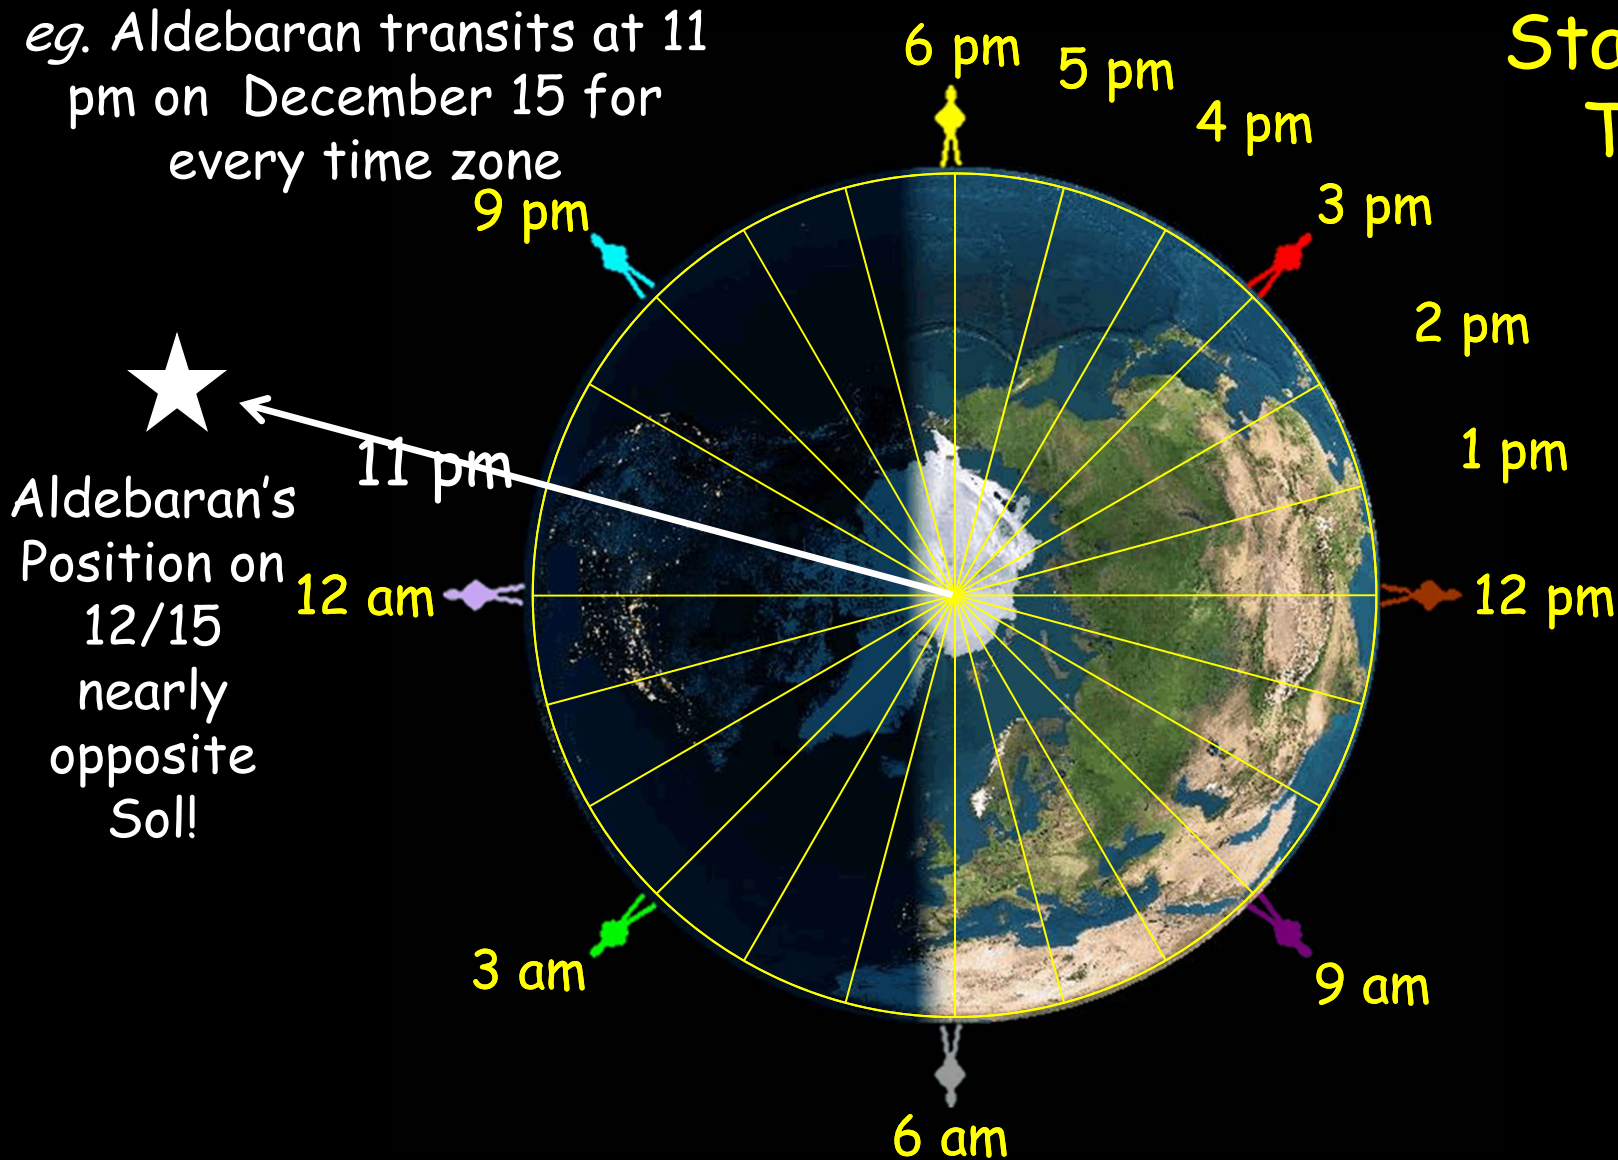 eg. Aldebaran transits at 11
pm on December 15 for
every time zone
6 pm
5 pm
4 pm
3 pm
2 pm
1 pm
12 pm
9 am
6 am
3 am
12 am
9 pm
11 pm
Aldebaran's
Position on
12/15
nearly
opposite
Sol!